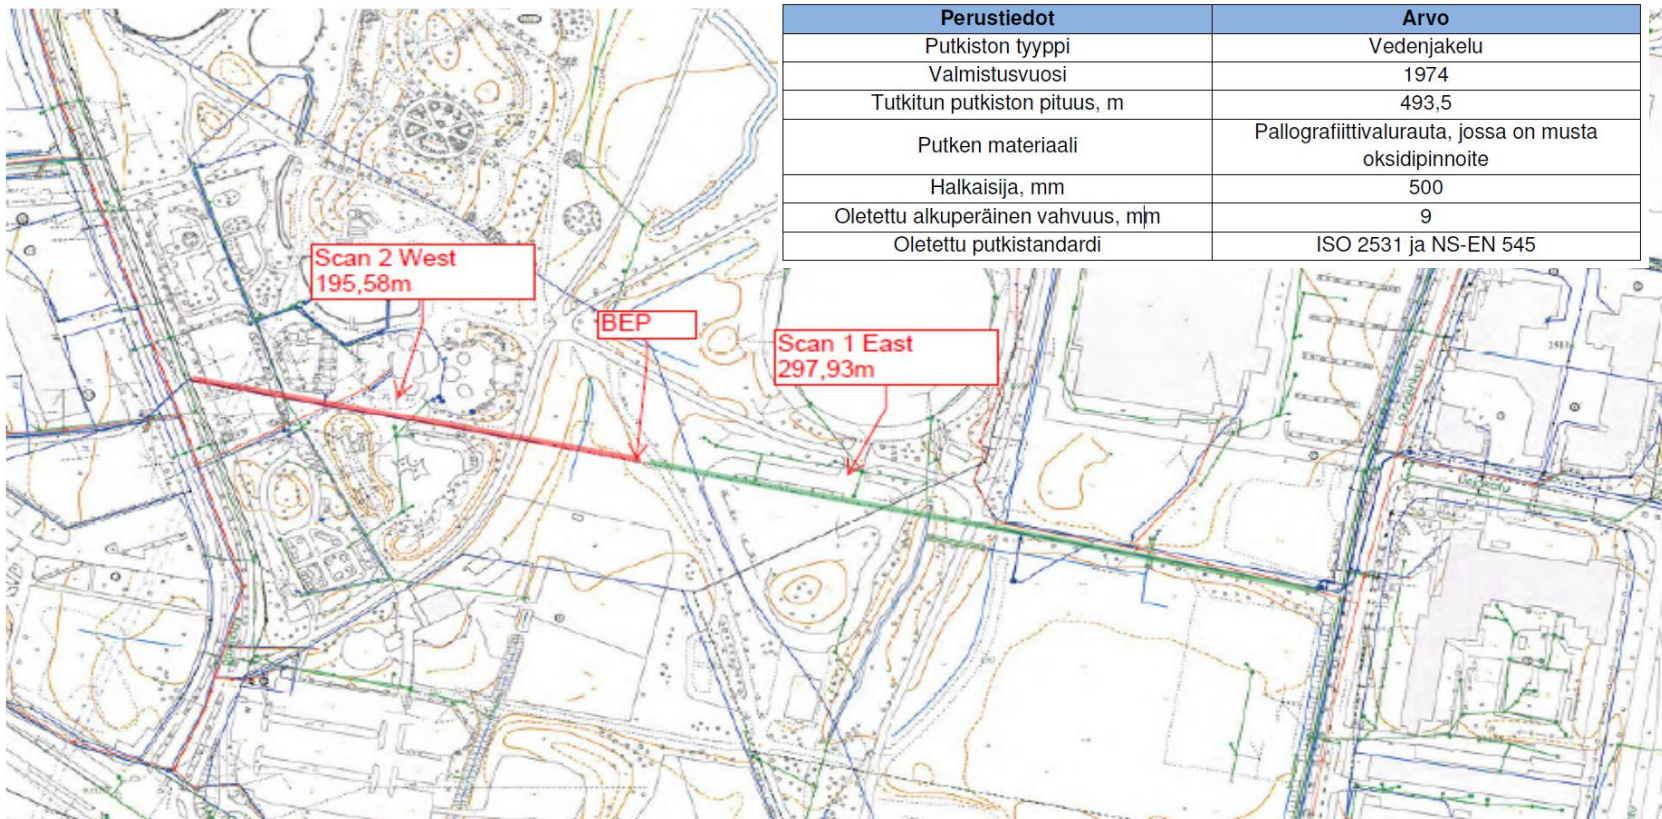 Perustiedot Arvo
Putkiston tyyppi Vedenjakelu
Valmistusvuosi 1974
Tutkitun putkiston pituus, m 493,5
Putken materiaali Pallografiittivalurauta, jossa on musta
oksidipinnoite
Halkaisija, mm 500
Oletettu alkuperäinen vahvuus, mm 9
Oletettu putkistandardi ISO 2531 ja NS-EN 545
Scan 2 West
195,58m
BEP
Scan 1 East
297,93m